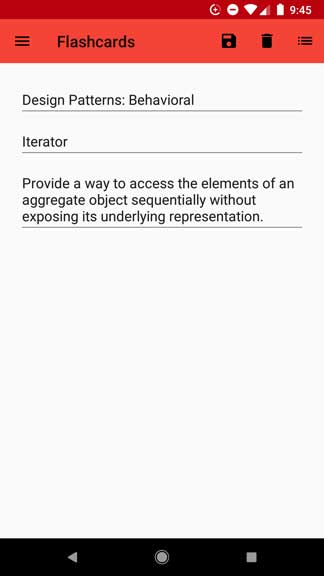 9:45
Flashcards
Design Patterns: Behavioral
Iterator
Provide a way to access the elements of an
aggregate object sequentially without
exposing its underlying representation.